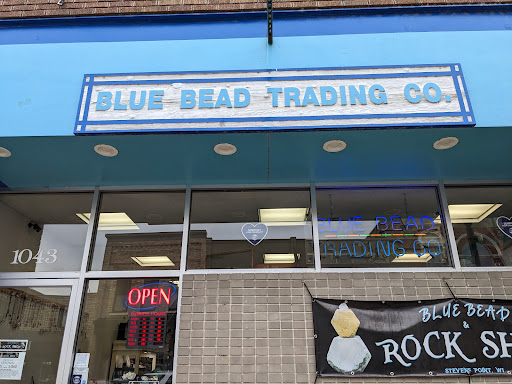 BLUE BEAD TRADING CO.
BLUE BEAD
TRADING CO
1043
OPEN
BLUE BEAD
&
ROCK SH
STEVENS POINT, WI